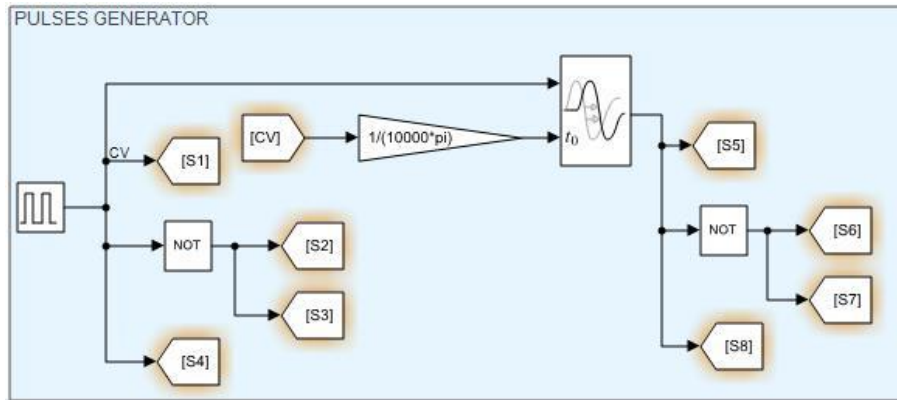 PULSES GENERATOR
CV
[S1]
[CV]
1/(10000*pi)
t0
[S5]
NOT
[S2]
[S3]
[S4]
NOT
[S6]
[S7]
[S8]